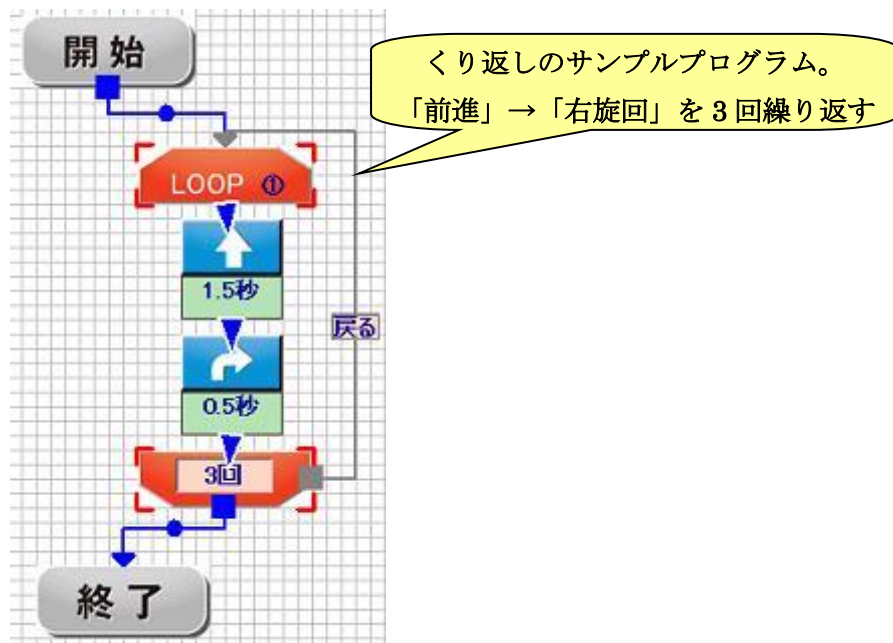 開始
くり返しのサンプルプログラム。
「前進」→「右旋回」を3回繰り返す
LOOP ①
1.5秒
戻る
0.5秒
3回
終了